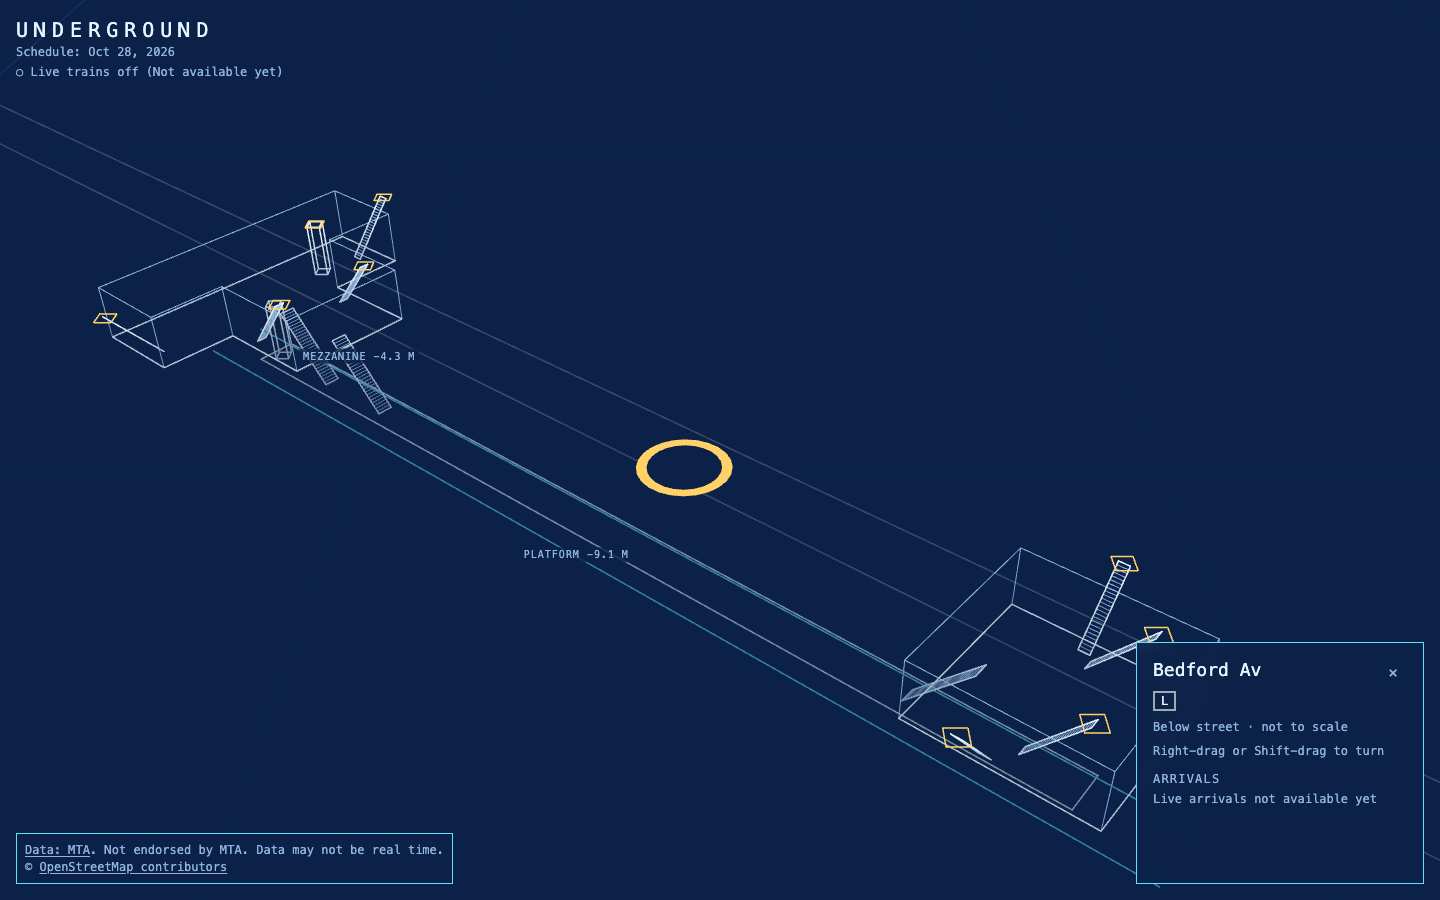 UNDERGROUND
Schedule: Oct 28, 2026
○ Live trains off (Not available yet)
MEZZANINE −4.3 M
PLATFORM −9.1 M
Bedford Av
×
L
Below street · not to scale
Right-drag or Shift-drag to turn
ARRIVALS
Live arrivals not available yet
Data: MTA. Not endorsed by MTA. Data may not be real time.
© OpenStreetMap contributors